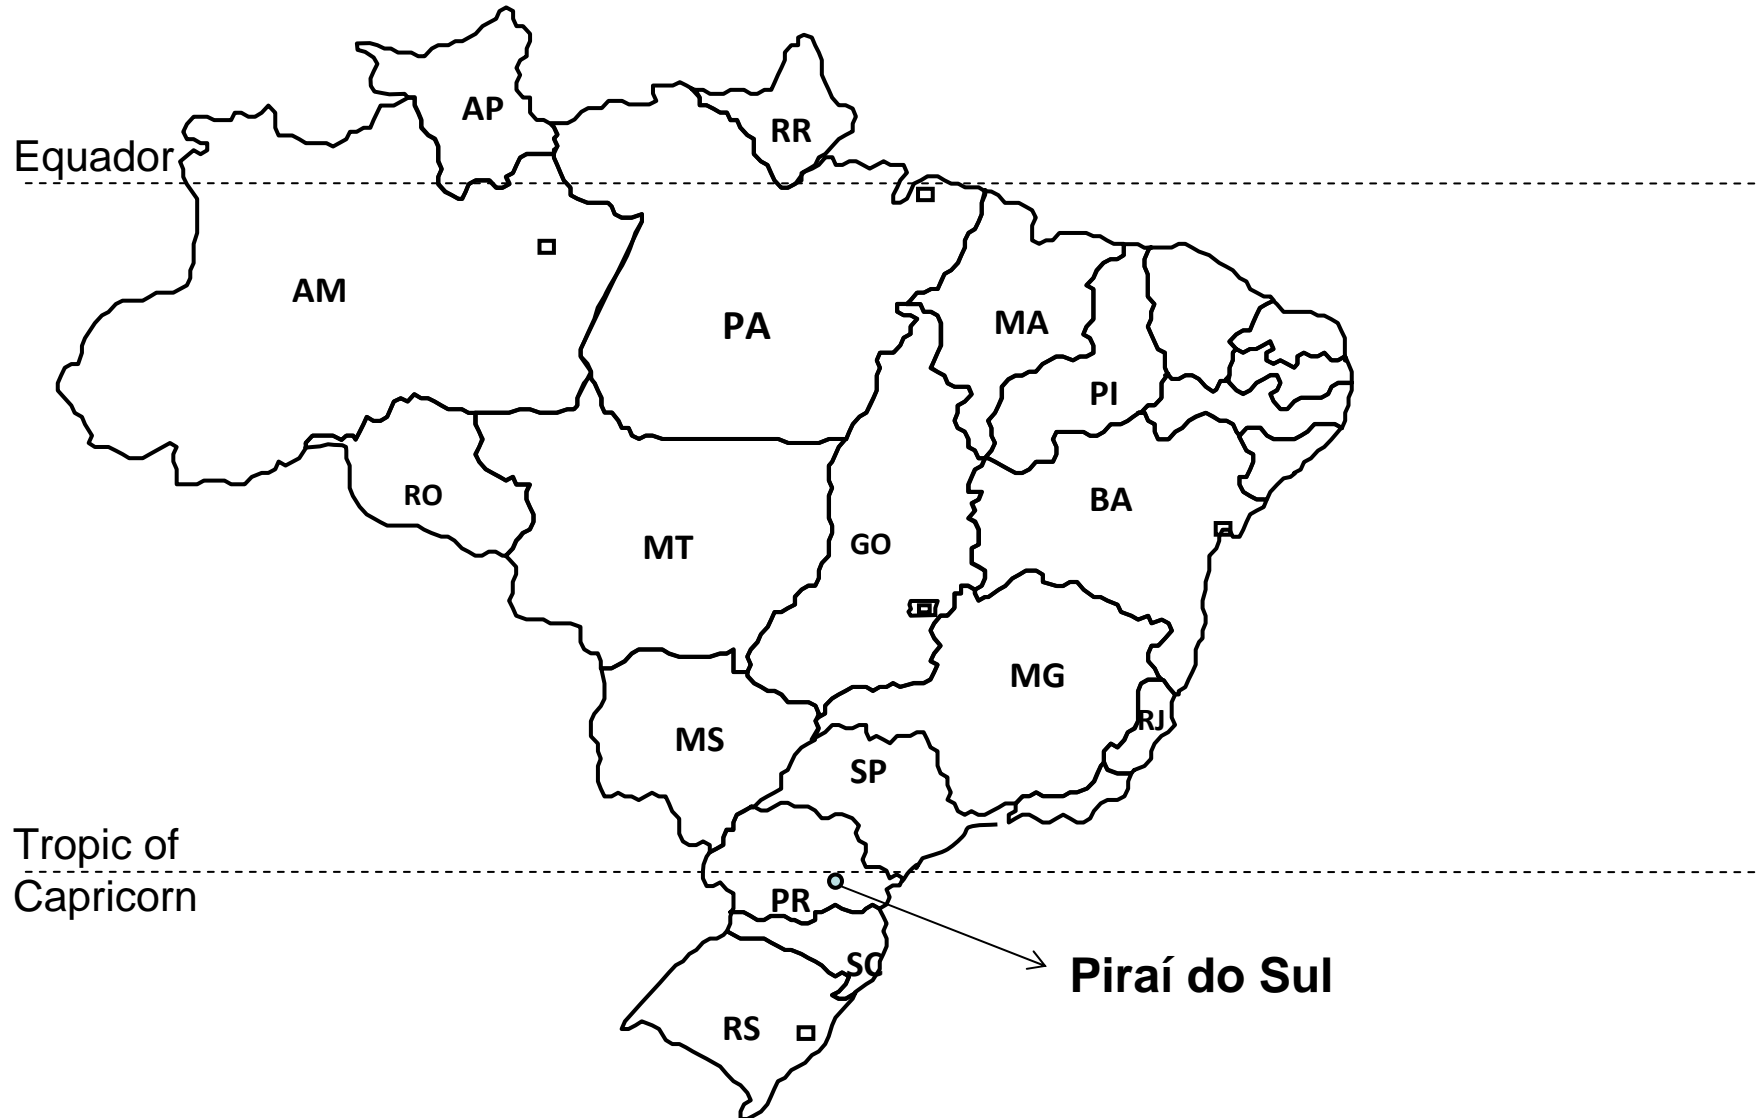 AP
RR
Equador
AM
PA
MA
PI
RO
BA
MT
GO
MG
RJ
MS
SP
Tropic of
Capricorn
PR
SC
Piraí do Sul
RS